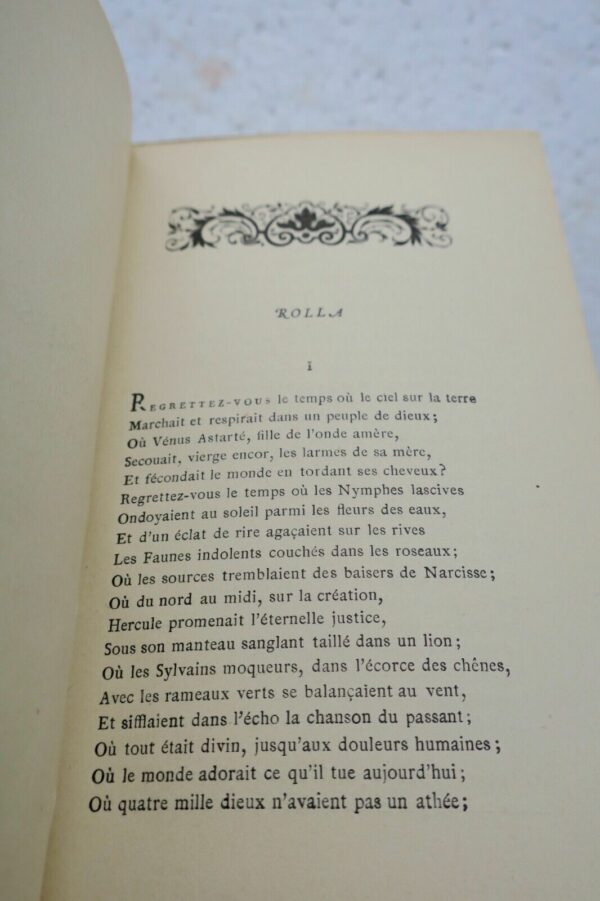 ROLLA
I
REGRETTEZ-VOUS le temps où le ciel sur la terre
Marchait et respirait dans un peuple de dieux ;
Où Vénus Astarté, fille de l'onde amère,
Secouait, vierge encor, les larmes de sa mère,
Et fécondait le monde en tordant ses cheveux ?
Regrettez-vous le temps où les Nymphes lascives
Ondoyaient au soleil parmi les fleurs des eaux,
Et d'un éclat de rire agaçaient sur les rives
Les Faunes indolents couchés dans les roseaux ;
Où les sources tremblaient des baisers de Narcisse ;
Où du nord au midi, sur la création,
Hercule promenait l'éternelle justice,
Sous son manteau sanglant taillé dans un lion ;
Où les Sylvains moqueurs, dans l'écorce des chênes,
Avec les rameaux verts se balançaient au vent,
Et sifflaient dans l'écho la chanson du passant ;
Où tout était divin, jusqu'aux douleurs humaines ;
Où le monde adorait ce qu'il tue aujourd'hui ;
Où quatre mille dieux n'avaient pas un athée ;